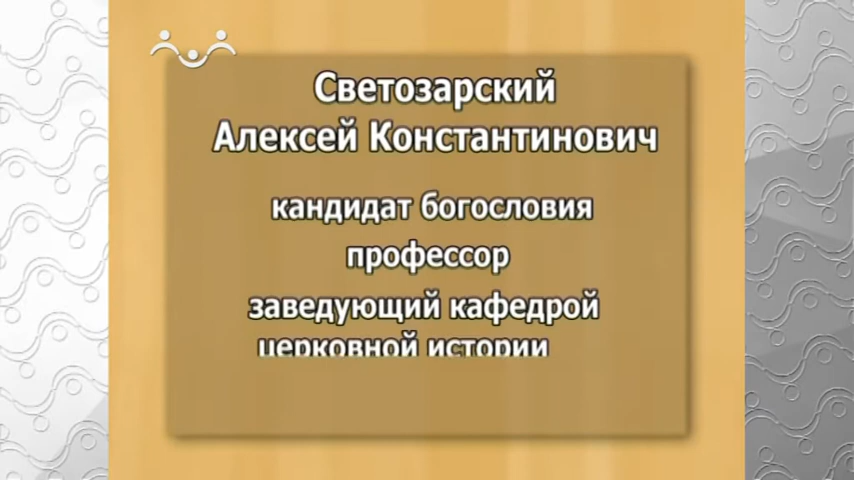 Светозарский
Алексей Константинович
кандидат богословия
профессор
заведующий кафедрой
церковной истории